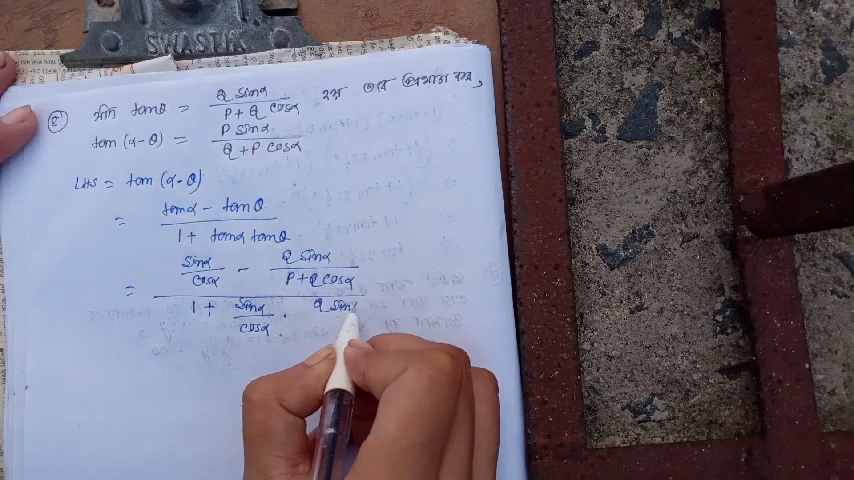 SWASTIK
৪) যদি tanθ = Q sinα / P + Q cosα হয় তবে প্রমাণ কর,
tan (α-θ) = P sinα / Q + P cosα
LHS = tan (α-θ)
= tanα - tanθ / 1 + tanα tanθ
= sinα / cosα - Q sinα / P + Q cosα
1 + sinα / cosα . Q sinα